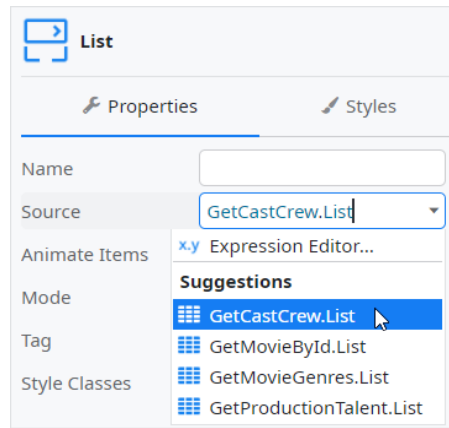 List
Properties
Styles
Name
Source
GetCastCrew.List
Animate Items
x.y Expression Editor...
Mode
Suggestions
GetCastCrew.List
Tag
GetMovieById.List
Style Classes
GetMovieGenres.List
GetProductionTalent.List